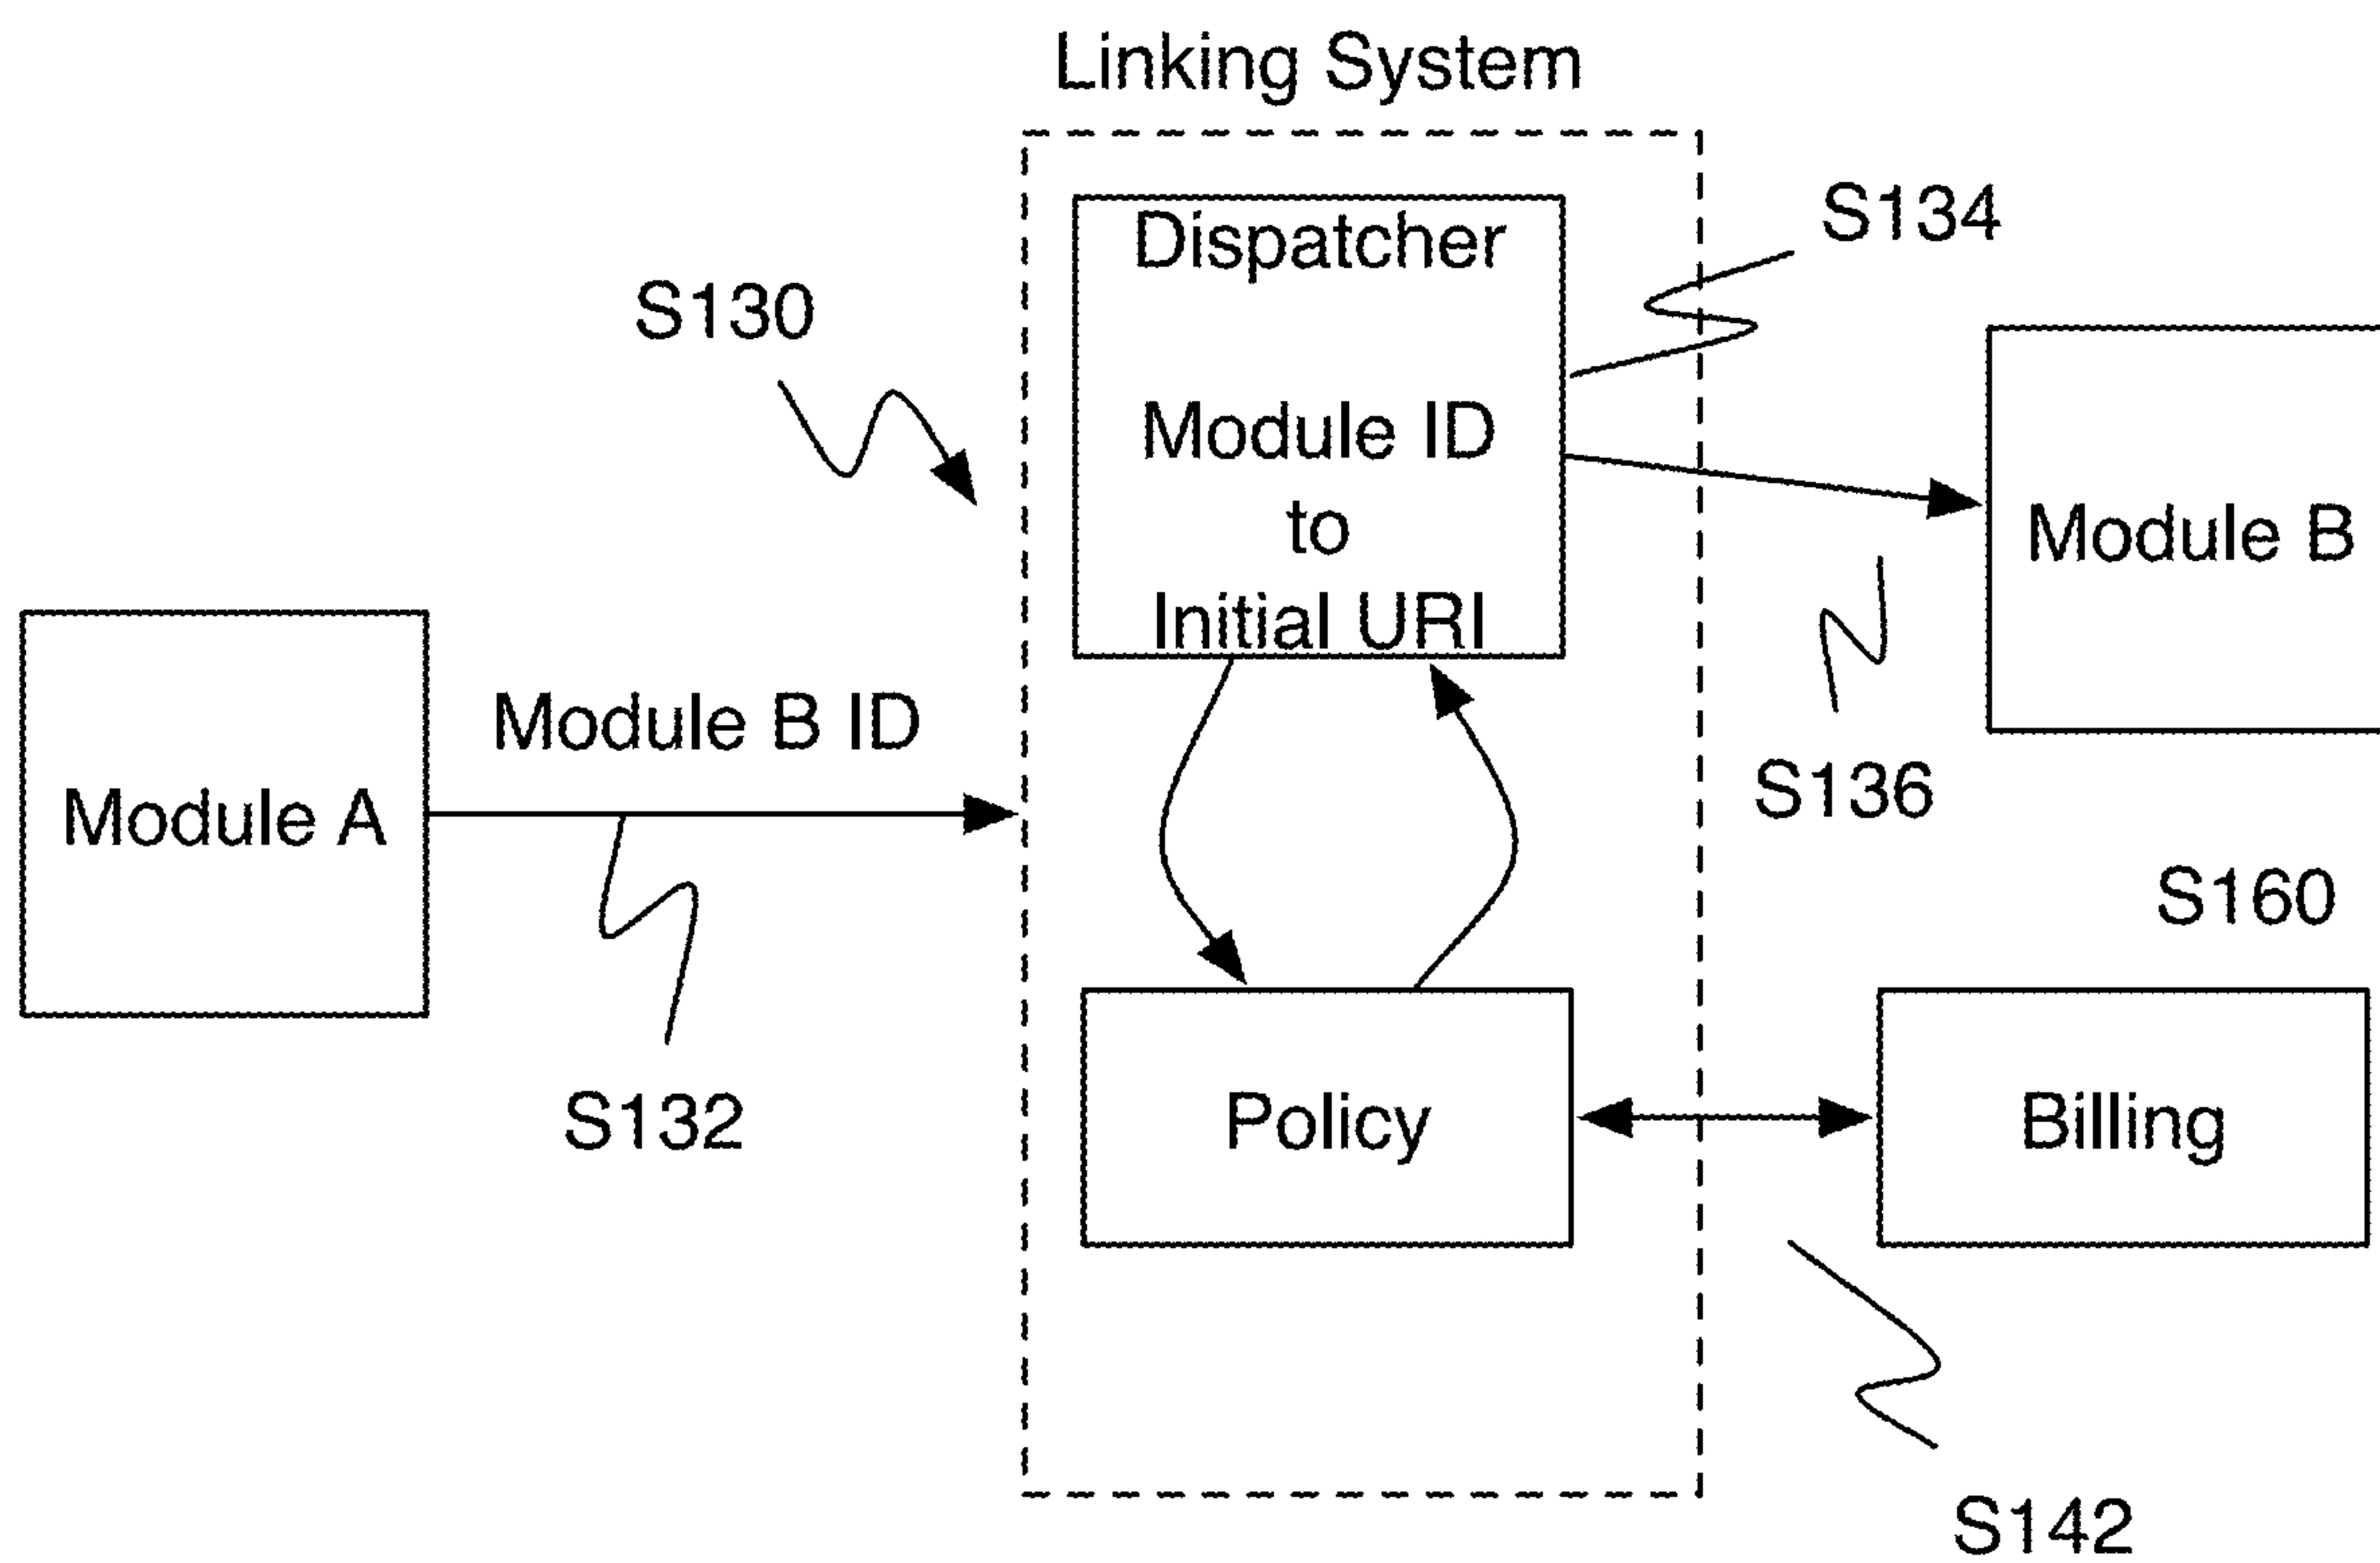 Linking System
S134
Dispatcher
S130
Module ID
to
Initial URI
Module B
Module B ID
S136
Module A
S160
S132
Policy
Billing
S142